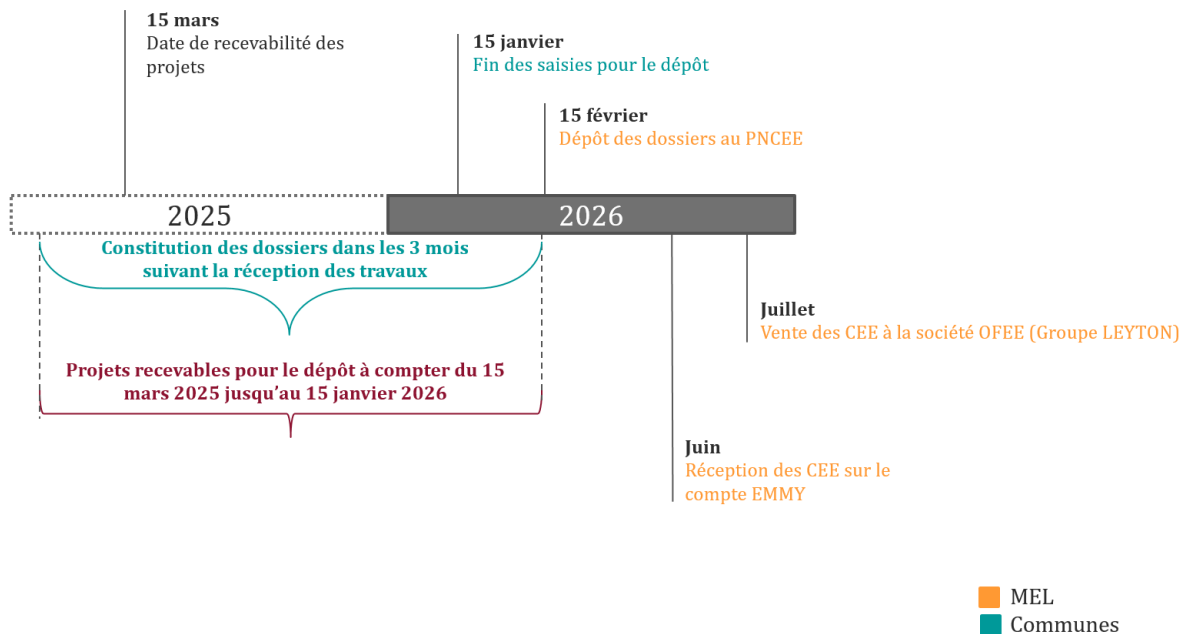 15 mars
Date de recevabilité des
projets
15 janvier
Fin des saisies pour le dépôt
15 février
Dépôt des dossiers au PNCEE
2025
2026
Constitution des dossiers dans les 3 mois
suivant la réception des travaux
Juillet
Vente des CEE à la société OFEE (Groupe LEYTON)
Projets recevables pour le dépôt à compter du 15
mars 2025 jusqu’au 15 janvier 2026
Juin
Réception des CEE sur le
compte EMMY
MEL
Communes